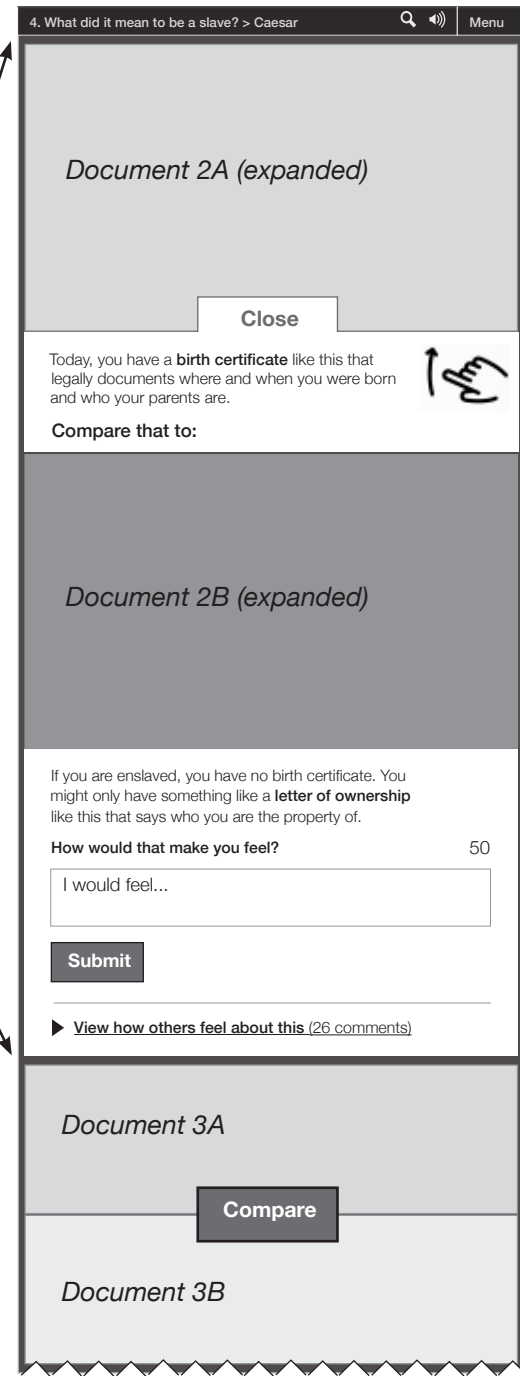 4. What did it mean to be a slave? > Caesar
Menu
Document 2A (expanded)
Close
Today, you have a birth certificate like this that
legally documents where and when you were born
and who your parents are.
Compare that to:
Document 2B (expanded)
If you are enslaved, you have no birth certificate. You
might only have something like a letter of ownership
like this that says who you are the property of.
How would that make you feel? 50
I would feel...
Submit
View how others feel about this (26 comments)
Document 3A
Compare
Document 3B